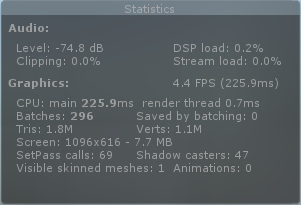 Statistics
Audio:
Level: -74.8 dB DSP load: 0.2%
Clipping: 0.0% Stream load: 0.0%
Graphics: 4.4 FPS (225.9ms)
CPU: main 225.9ms render thread 0.7ms
Batches: 296 Saved by batching: 0
Tris: 1.8M Verts: 1.1M
Screen: 1096x616 - 7.7 MB
SetPass calls: 69 Shadow casters: 47
Visible skinned meshes: 1 Animations: 0